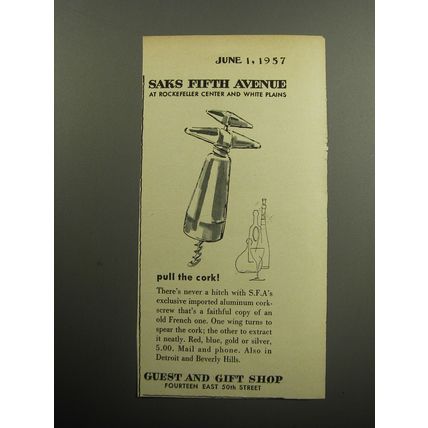 JUNE 1, 1957
SAKS FIFTH AVENUE
AT ROCKEFELLER CENTER AND WHITE PLAINS
pull the cork!
There's never a hitch with S.F.A's
exclusive imported aluminum cork-
screw that's a faithful copy of an
old French one. One wing turns to
spear the cork; the other to extract
it neatly. Red, blue, gold or silver,
5.00. Mail and phone. Also in
Detroit and Beverly Hills.
GUEST AND GIFT SHOP
FOURTEEN EAST 50th STREET